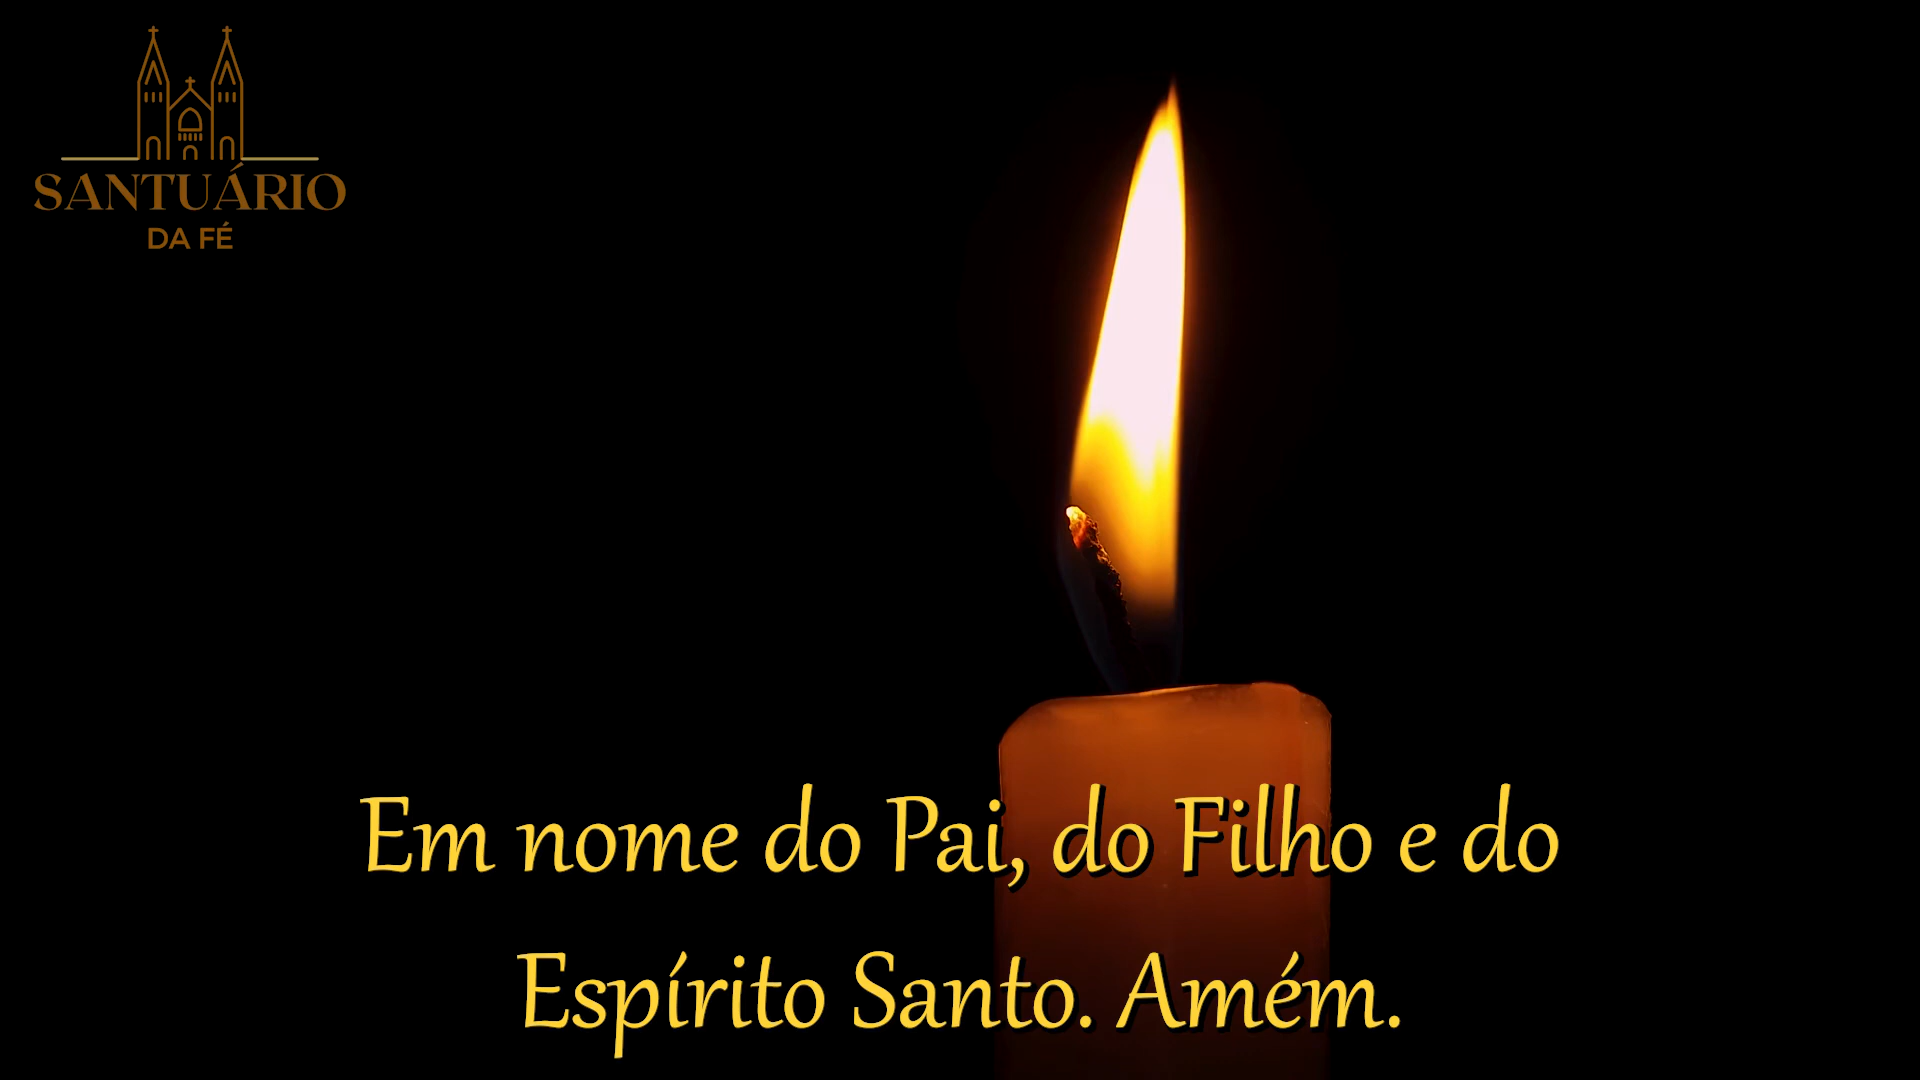 SANTUÁRIO
DA FÉ
Em nome do Pai, do Filho e do
Espírito Santo. Amém.